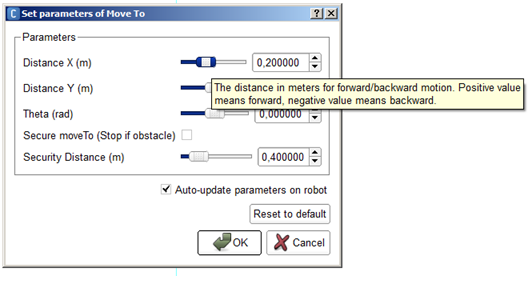 Set parameters of Move To
Parameters
Distance X (m)
0,200000
The distance in meters for forward/backward motion. Positive value
means forward, negative value means backward.
Distance Y (m)
Theta (rad)
0,000000
Secure moveTo (Stop if obstacle)
Security Distance (m)
0,400000
Auto-update parameters on robot
Reset to default
OK
Cancel